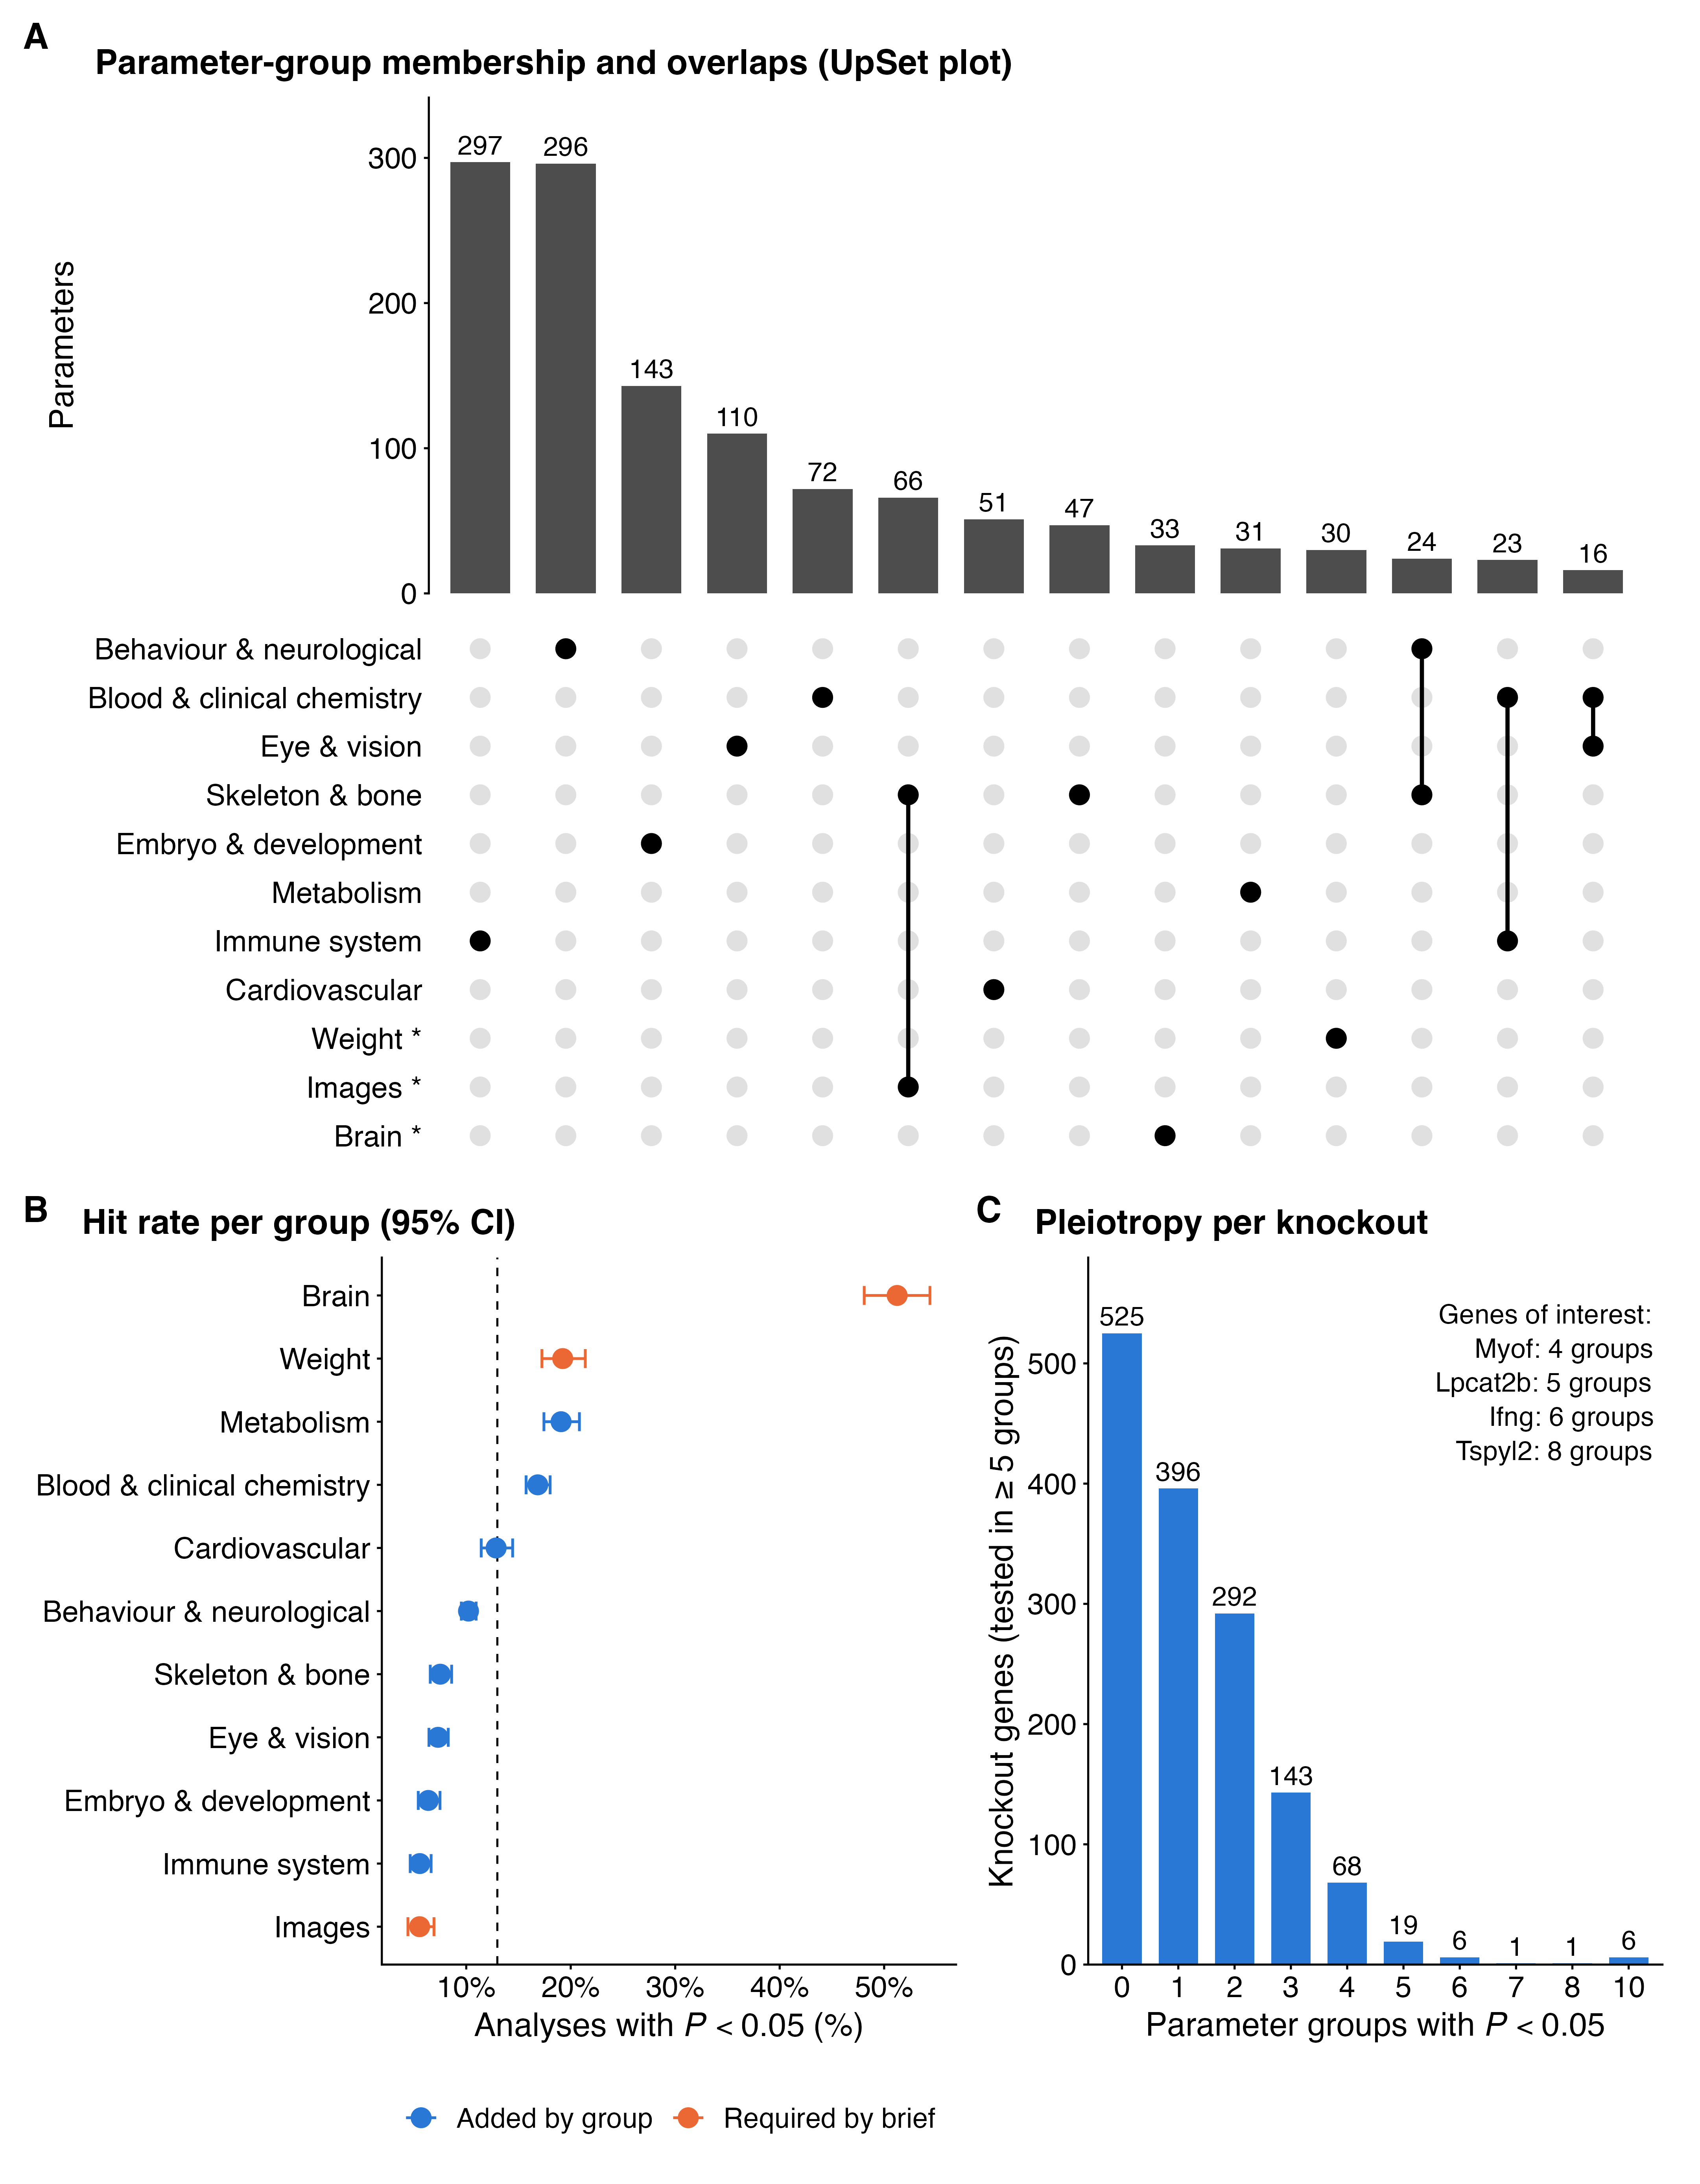 A
Parameter-group membership and overlaps (UpSet plot)
Parameters
300
200
100
0
297
296
143
110
72
66
51
47
33
31
30
24
23
16
Behaviour & neurological
Blood & clinical chemistry
Eye & vision
Skeleton & bone
Embryo & development
Metabolism
Immune system
Cardiovascular
Weight *
Images *
Brain *
B
Hit rate per group (95% CI)
Brain
Weight
Metabolism
Blood & clinical chemistry
Cardiovascular
Behaviour & neurological
Skeleton & bone
Eye & vision
Embryo & development
Immune system
Images
10%
20%
30%
40%
50%
Analyses with P < 0.05 (%)
Added by group
Required by brief
C
Pleiotropy per knockout
Knockout genes (tested in ≥ 5 groups)
500
400
300
200
100
0
525
396
292
143
68
19
6
1
1
6
Genes of interest:
Myof: 4 groups
Lpcat2b: 5 groups
Ifng: 6 groups
Tspyl2: 8 groups
0
1
2
3
4
5
6
7
8
10
Parameter groups with P < 0.05